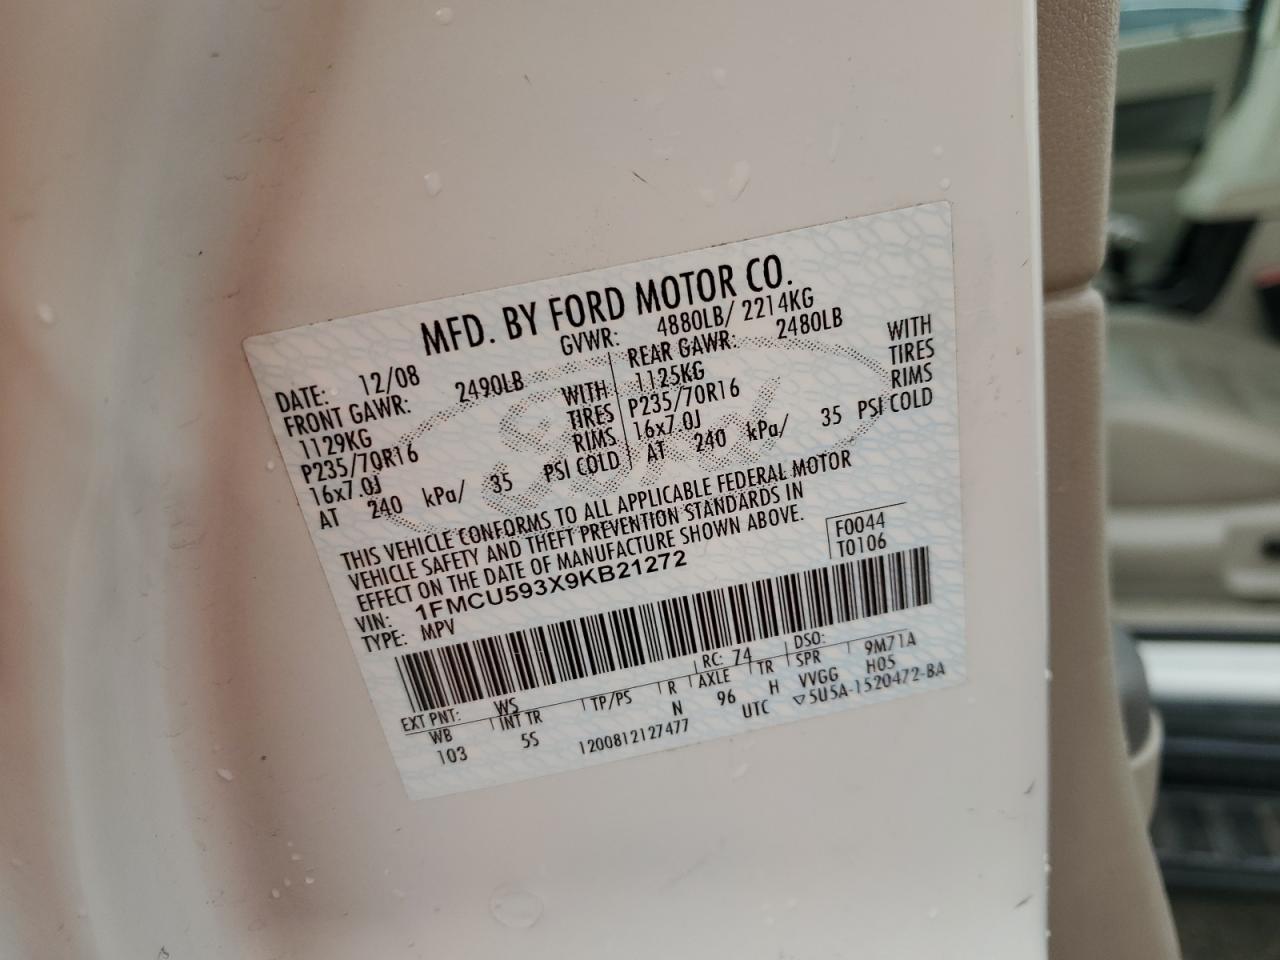 MFD. BY FORD MOTOR CO.
DATE: 12/08 GVWR: 4880LB/ 2214KG
FRONT GAWR: 2490LB REAR GAWR: 2480LB
1129KG WITH 1125KG WITH
P235/70R16 TIRES P235/70R16 TIRES
16x7.0J RIMS 16x7.0J RIMS
AT 240 kPa/ 35 PSI COLD AT 240 kPa/ 35 PSI COLD
THIS VEHICLE CONFORMS TO ALL APPLICABLE FEDERAL MOTOR
VEHICLE SAFETY AND THEFT PREVENTION STANDARDS IN
EFFECT ON THE DATE OF MANUFACTURE SHOWN ABOVE.
VIN: 1FMCU593X9KB21272 F0044
TYPE: MPV T0106
EXT PNT: WS RC: 74 DSO:
WB INT TR TP/PS R AXLE TR SPR 9M71A
103 5S N 96 H VVGG H05
1200812127477 UTC ▽5U5A-1520472-BA